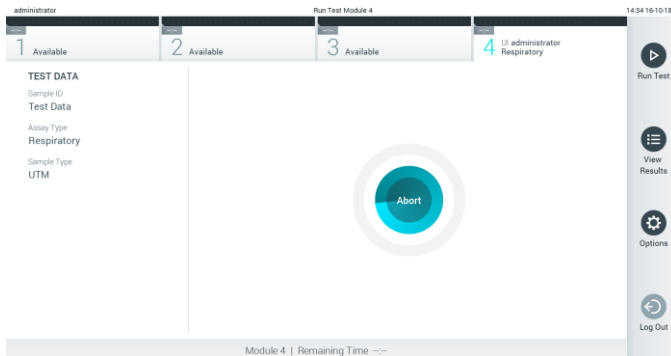 administrator
Run Test Module 4
14:34 16-10-18
--:--
1 Available
--:--
2 Available
--:--
3 Available
--:--
4 UI administrator
Respiratory
TEST DATA
Sample ID
Test Data
Assay Type
Respiratory
Sample Type
UTM
Abort
Run Test
View
Results
Options
Log Out
Module 4 | Remaining Time --:--